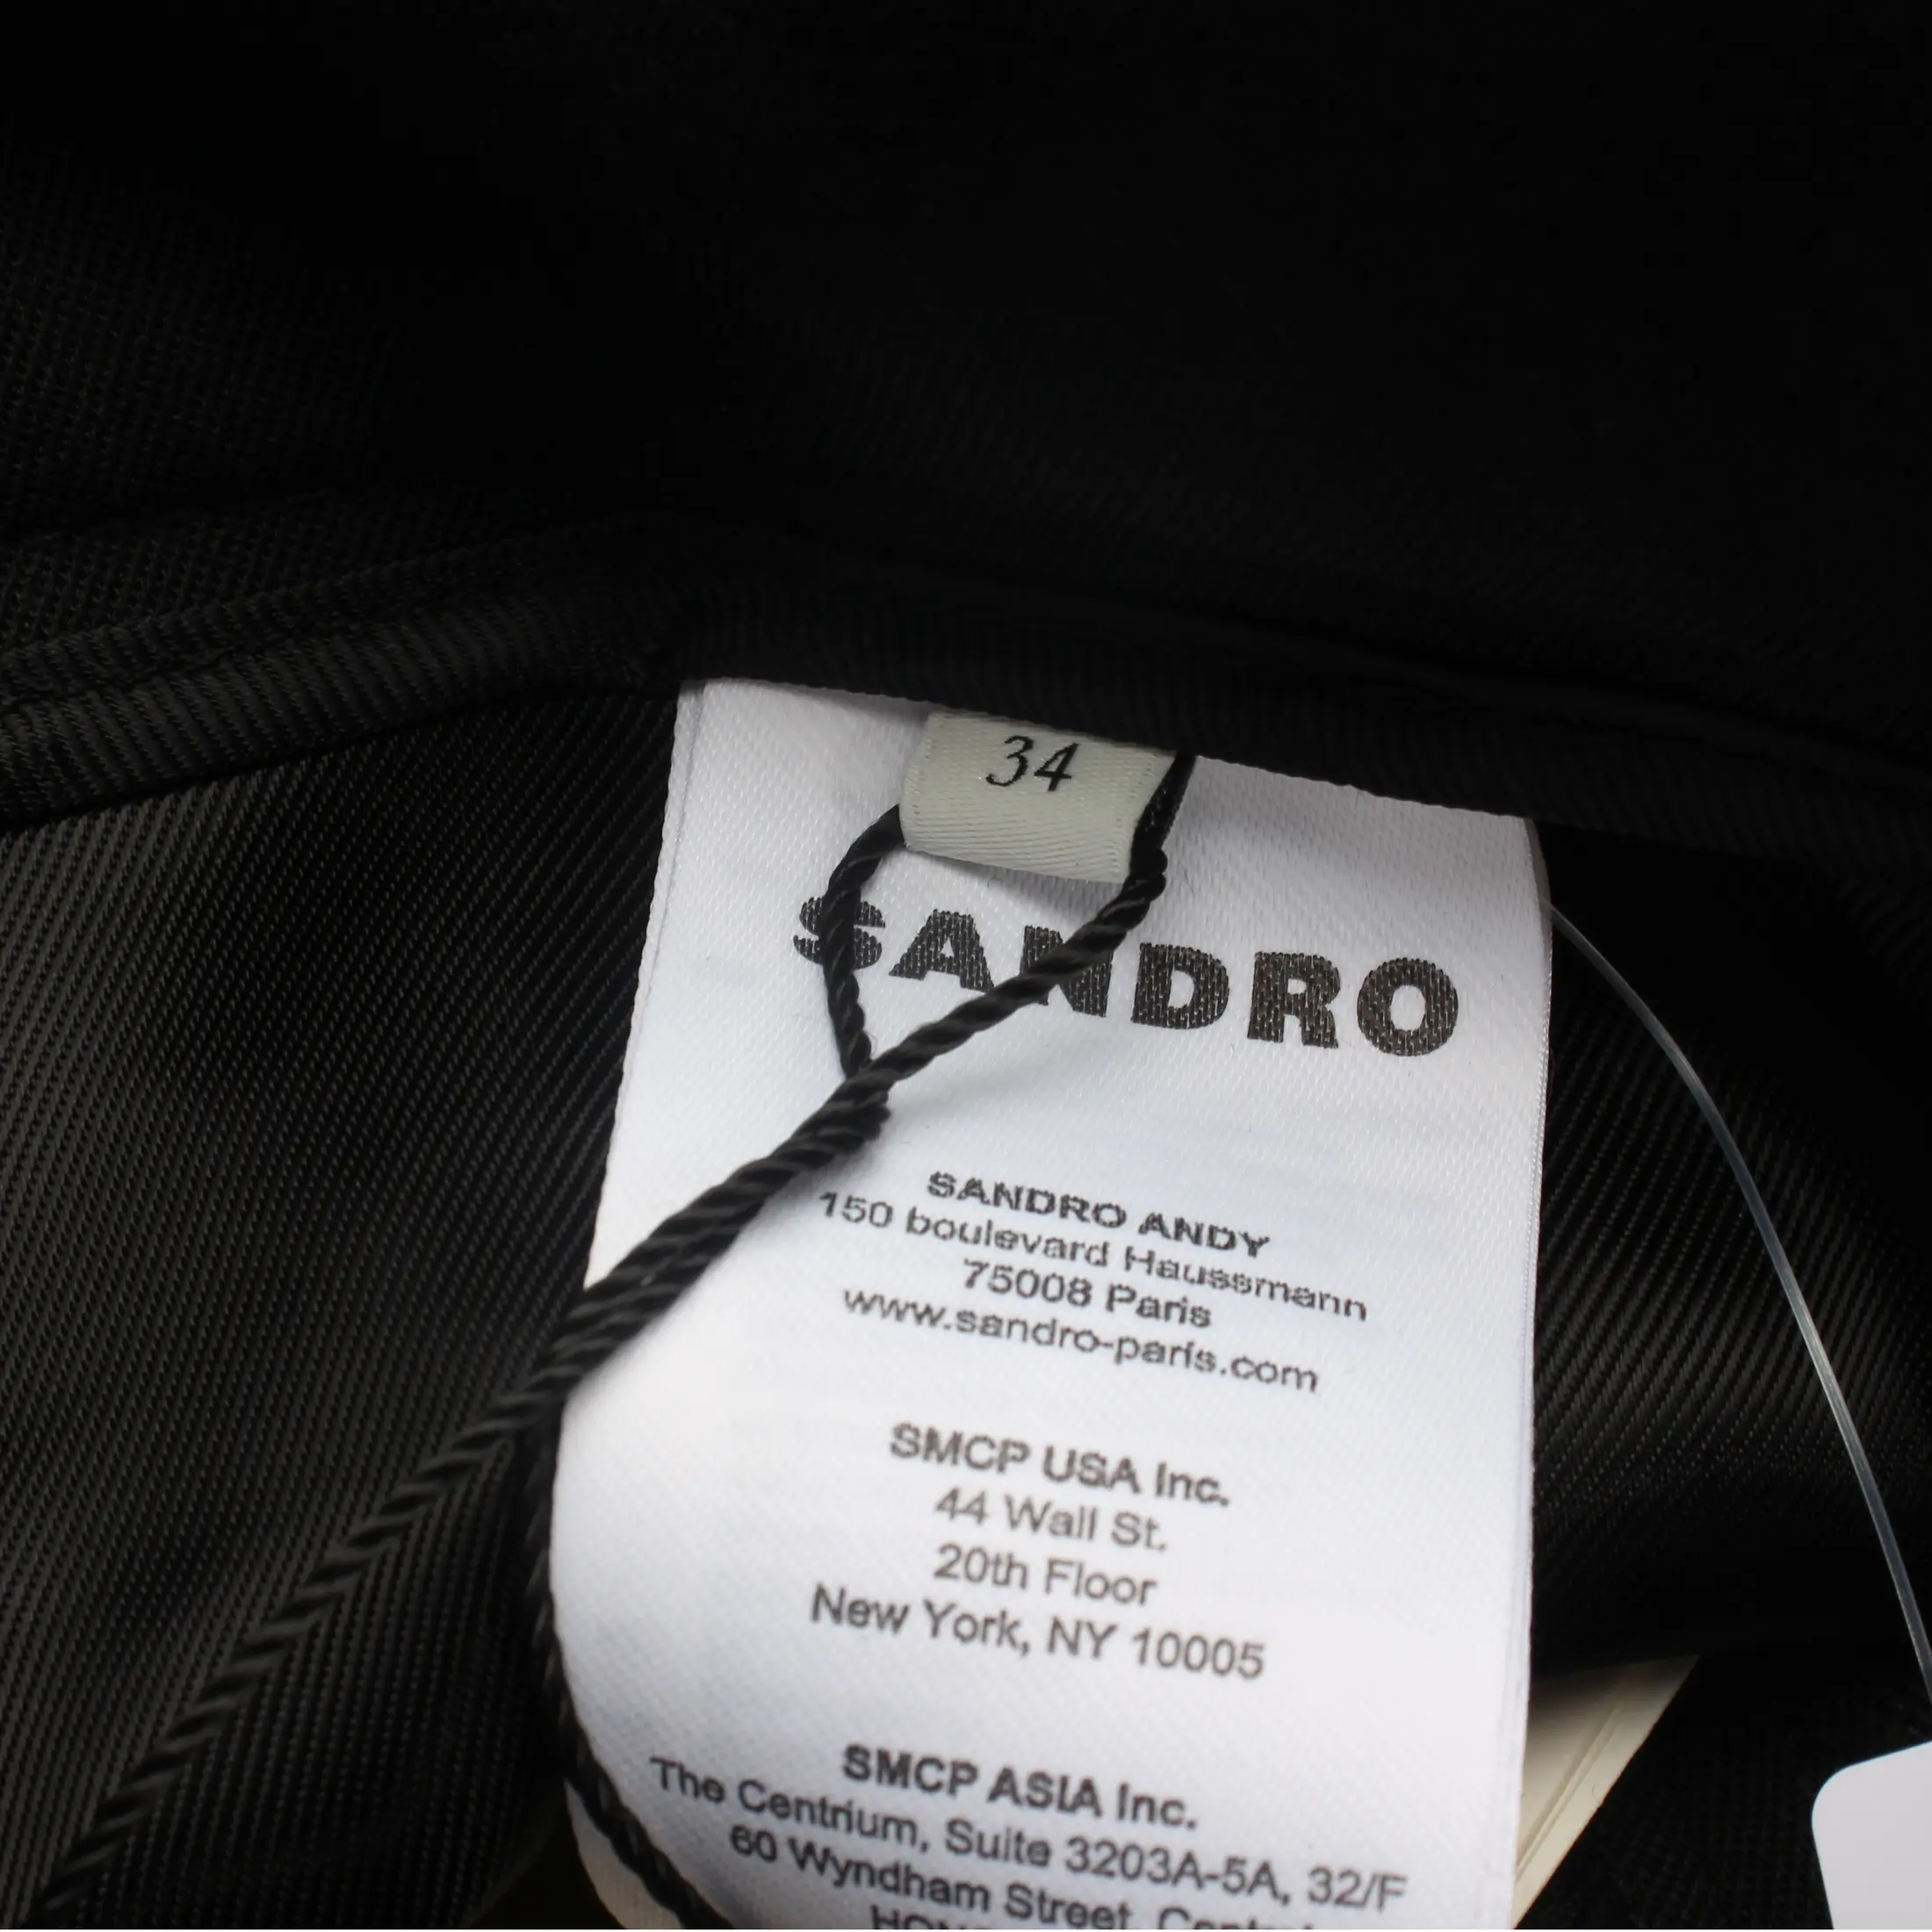 34
SANDRO
SANDRO ANDY
150 boulevard Haussmann
75008 Paris
www.sandro-paris.com
SMCP USA Inc.
44 Wall St.
20th Floor
New York, NY 10005
SMCP ASIA Inc.
The Centrium, Suite 3203A-5A, 32/F
60 Wyndham Street,